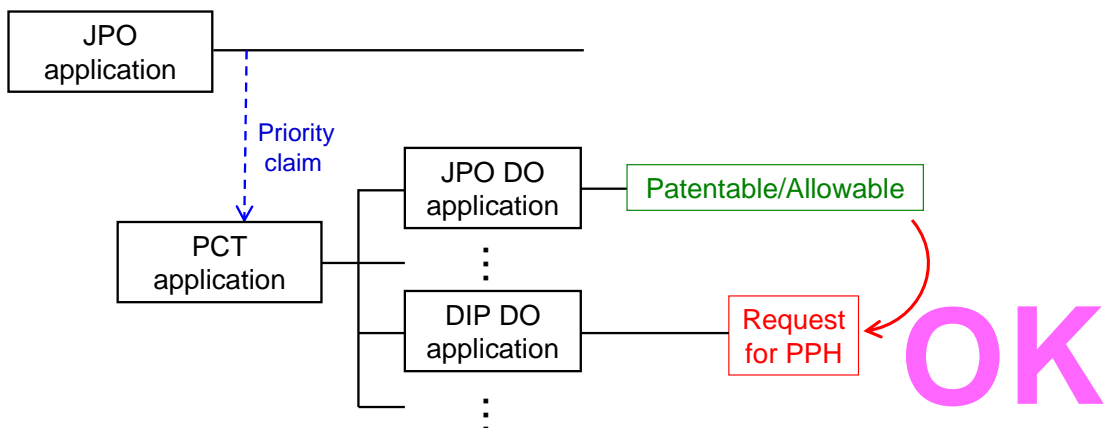 JPO
application
Priority
claim
JPO DO
application
Patentable/Allowable
PCT
application
DIP DO
application
Request
for PPH
OK